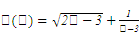 ▯(▯) = √2▯ − 3 + 1/▯−3